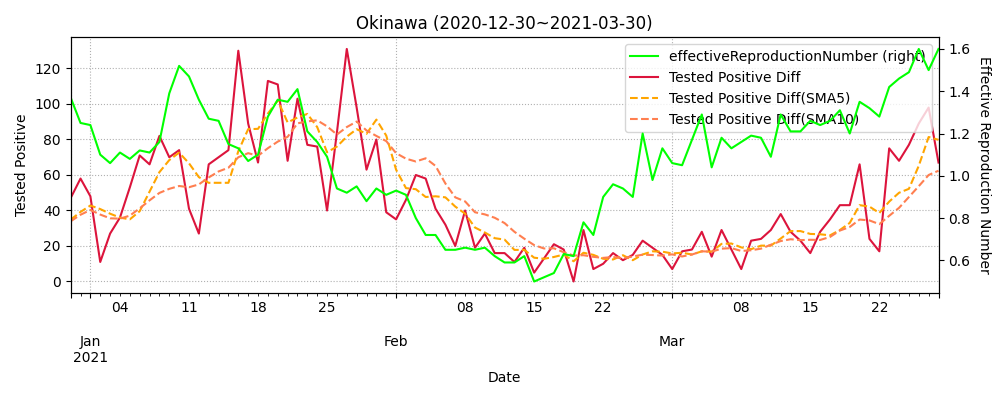 Okinawa (2020-12-30~2021-03-30)
effectiveReproductionNumber (right)
Tested Positive Diff
Tested Positive Diff(SMA5)
Tested Positive Diff(SMA10)
Tested Positive
120
100
80
60
40
20
0
1.6
1.4
1.2
1.0
0.8
0.6
Effective Reproduction Number
04 11 18 25 08 15 22 08 15 22
Jan Feb Mar
2021
Date